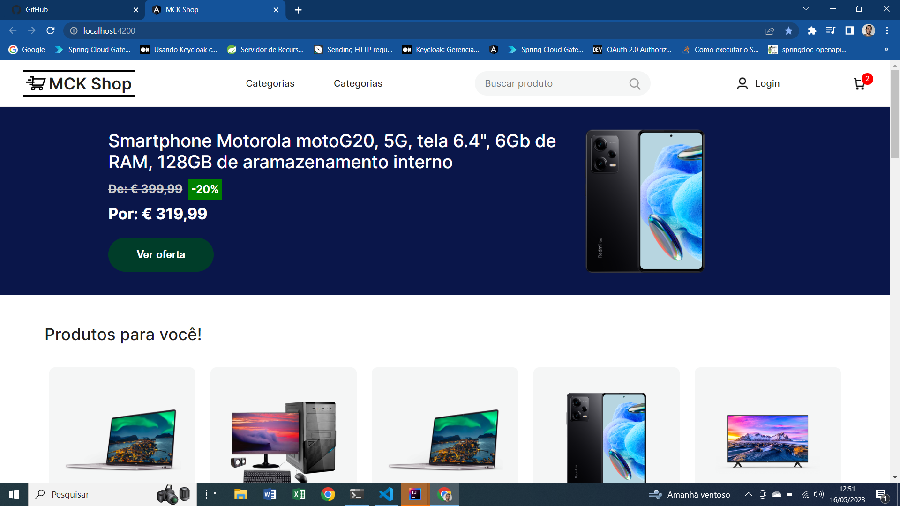 GitHub
MCK Shop
localhost:4200
Google
Spring Cloud Gate...
Usando Keycloak c...
Servidor de Recurs...
Sending HTTP requ...
Keycloak: Gerencia...
Spring Cloud Gate...
DEV OAuth 2.0 Authoriz...
Como executar o S...
springdoc-openapi...
MCK Shop
Categorias
Categorias
Buscar produto
Login
2
Smartphone Motorola motoG20, 5G, tela 6.4", 6Gb de
RAM, 128GB de aramazenamento interno
De: € 399,99 -20%
Por: € 319,99
Ver oferta
Produtos para você!
Pesquisar
Amanhã ventoso
12:51
16/05/2023
1